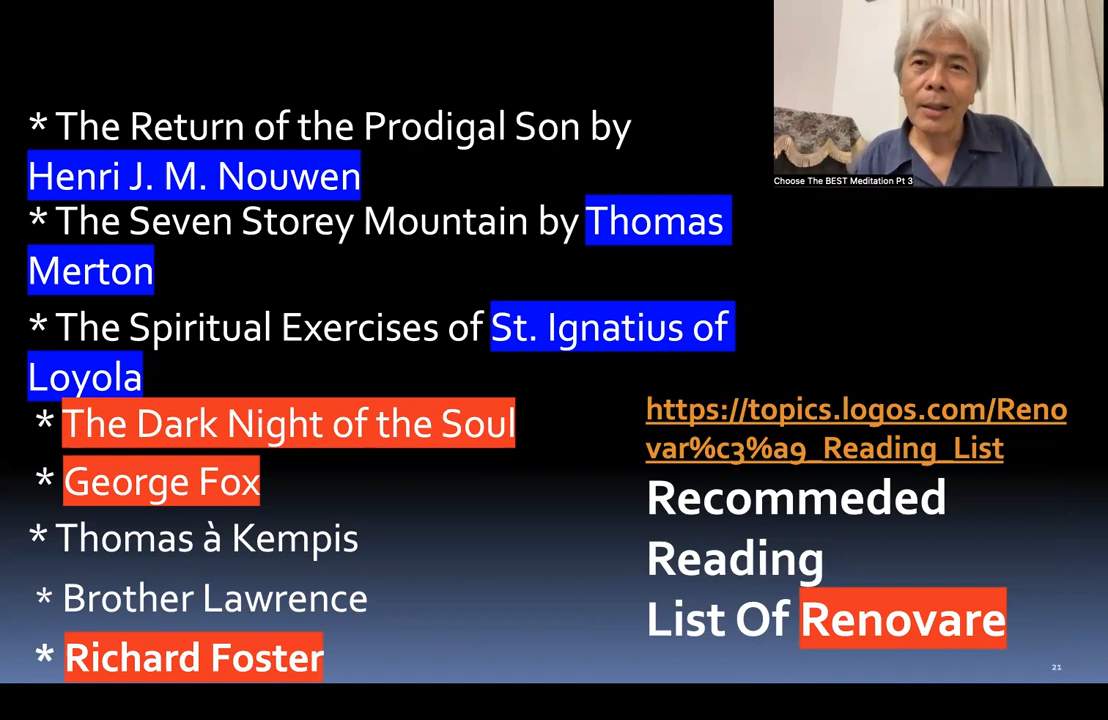 * The Return of the Prodigal Son by
Henri J. M. Nouwen
* The Seven Storey Mountain by Thomas
Merton
* The Spiritual Exercises of St. Ignatius of
Loyola
* The Dark Night of the Soul
* George Fox
* Thomas à Kempis
* Brother Lawrence
* Richard Foster
Choose The BEST Meditation Pt 3
https://topics.logos.com/Reno
var%c3%a9_Reading_List
Recommeded
Reading
List Of Renovare
21